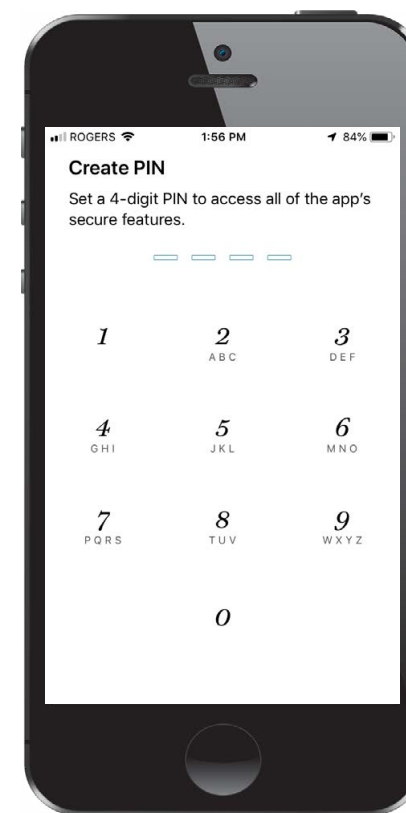 ROGERS 1:56 PM 84%
Create PIN
Set a 4-digit PIN to access all of the app's
secure features.
1 2 3
ABC DEF
4 5 6
GHI JKL MNO
7 8 9
PQRS TUV WXYZ
0